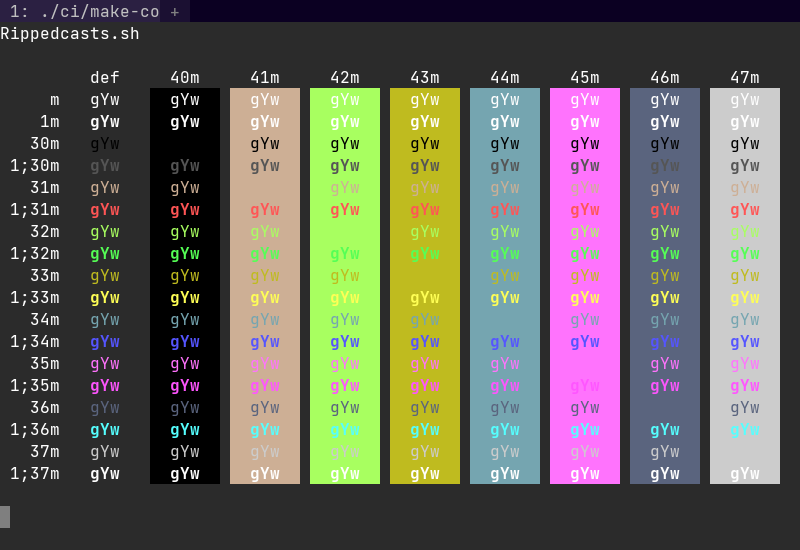 1: ./ci/make-co +
Rippedcasts.sh
def 40m 41m 42m 43m 44m 45m 46m 47m
m gYw gYw gYw gYw gYw gYw gYw gYw gYw
1m gYw gYw gYw gYw gYw gYw gYw gYw gYw
30m gYw gYw gYw gYw gYw gYw gYw gYw
1;30m gYw gYw gYw gYw gYw gYw gYw gYw gYw
31m gYw gYw gYw gYw gYw gYw gYw gYw
1;31m gYw gYw gYw gYw gYw gYw gYw gYw gYw
32m gYw gYw gYw gYw gYw gYw gYw gYw
1;32m gYw gYw gYw gYw gYw gYw gYw gYw gYw
33m gYw gYw gYw gYw gYw gYw gYw gYw
1;33m gYw gYw gYw gYw gYw gYw gYw gYw gYw
34m gYw gYw gYw gYw gYw gYw gYw gYw
1;34m gYw gYw gYw gYw gYw gYw gYw gYw gYw
35m gYw gYw gYw gYw gYw gYw gYw gYw
1;35m gYw gYw gYw gYw gYw gYw gYw gYw gYw
36m gYw gYw gYw gYw gYw gYw gYw gYw
1;36m gYw gYw gYw gYw gYw gYw gYw gYw gYw
37m gYw gYw gYw gYw gYw gYw gYw gYw
1;37m gYw gYw gYw gYw gYw gYw gYw gYw gYw